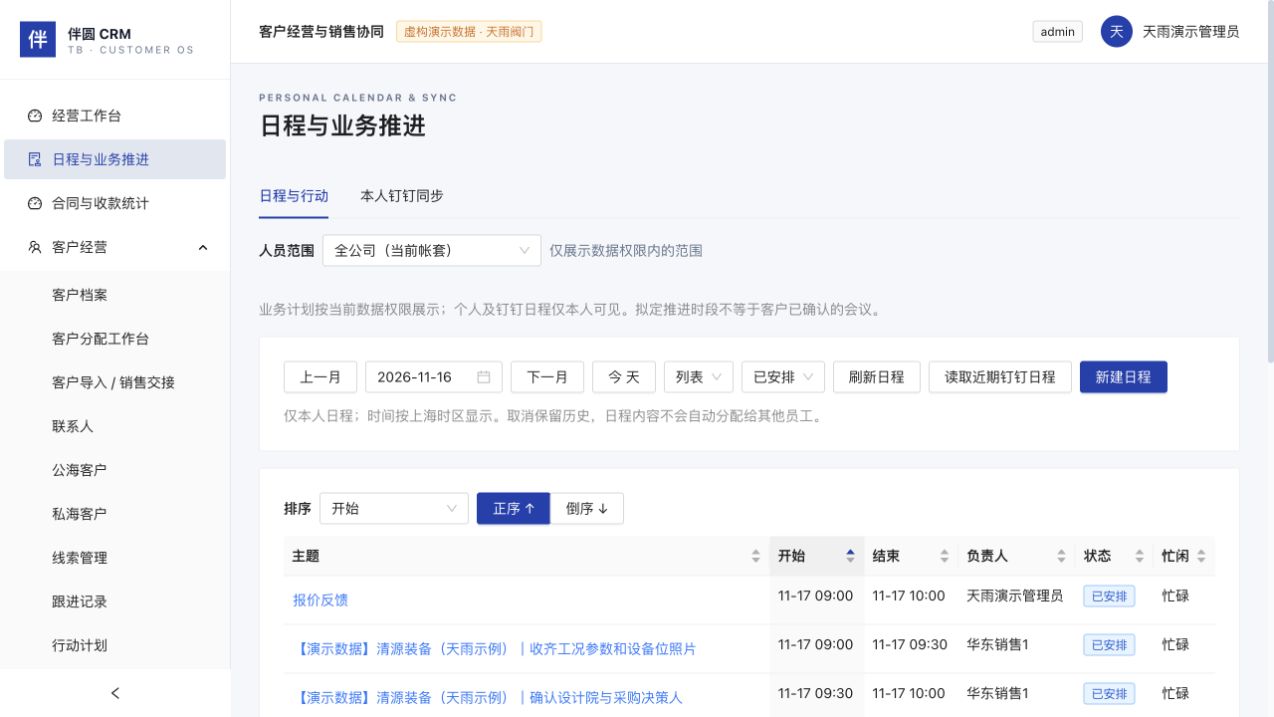 伴
伴圆 CRM
TB · CUSTOMER OS
客户经营与销售协同
虚构演示数据 · 天雨阀门
admin
天
天雨演示管理员
经营工作台
日程与业务推进
合同与收款统计
客户经营
客户档案
客户分配工作台
客户导入 / 销售交接
联系人
公海客户
私海客户
线索管理
跟进记录
行动计划
PERSONAL CALENDAR & SYNC
日程与业务推进
日程与行动 本人钉钉同步
人员范围 全公司（当前帐套） 仅展示数据权限内的范围
业务计划按当前数据权限展示；个人及钉钉日程仅本人可见。拟定推进时段不等于客户已确认的会议。
上一月 2026-11-16 下一月 今 天 列表 已安排 刷新日程 读取近期钉钉日程 新建日程
仅本人日程；时间按上海时区显示。取消保留历史，日程内容不会自动分配给其他员工。
排序 开始 正序 ↑ 倒序 ↓
主题 开始 结束 负责人 状态 忙闲
报价反馈 11-17 09:00 11-17 10:00 天雨演示管理员 已安排 忙碌
【演示数据】清源装备（天雨示例）｜收齐工况参数和设备位照片 11-17 09:00 11-17 09:30 华东销售1 已安排 忙碌
【演示数据】清源装备（天雨示例）｜确认设计院与采购决策人 11-17 09:30 11-17 10:00 华东销售1 已安排 忙碌